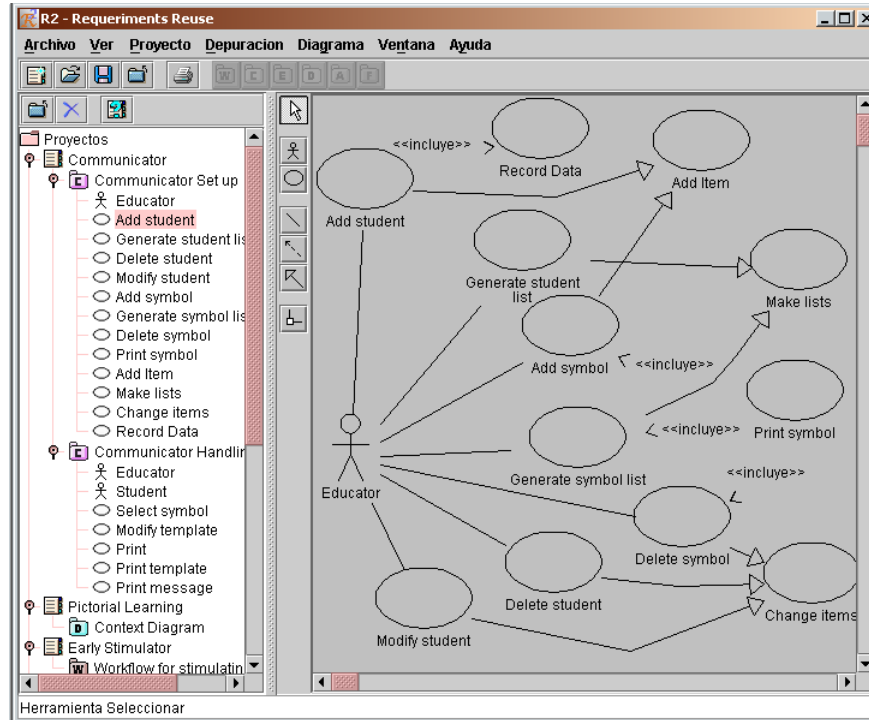 R2 - Requeriments Reuse
Archivo Ver Proyecto Depuracion Diagrama Ventana Ayuda
W C E D A F
Proyectos
Communicator
C Communicator Set up
Educator
Add student
Generate student lis
Delete student
Modify student
Add symbol
Generate symbol lis
Delete symbol
Print symbol
Add Item
Make lists
Change items
Record Data
C Communicator Handlin
Educator
Student
Select symbol
Modify template
Print
Print template
Print message
Pictorial Learning
D Context Diagram
Early Stimulator
W Workflow for stimulatin
<<incluye>>
Record Data
Add Item
Add student
Generate student
list
Make lists
Add symbol
<<incluye>>
<<incluye>>
Print symbol
Generate symbol list
<<incluye>>
Educator
Delete symbol
Delete student
Change items
Modify student
Herramienta Seleccionar